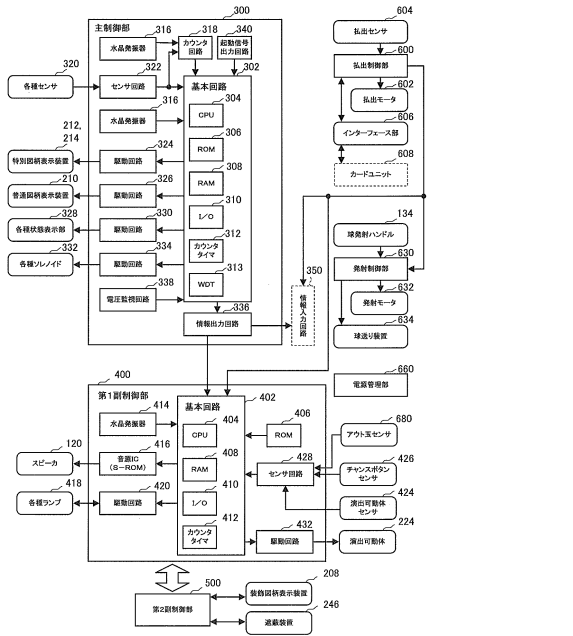 300
主制御部
316
水晶発振器
318
カウンタ
回路
340
起動信号
出力回路
302
320
各種センサ
322
センサ回路
基本回路
304
CPU
316
水晶発振器
306
ROM
212,
214
特別図柄表示装置
324
駆動回路
308
RAM
210
普通図柄表示装置
326
駆動回路
310
I/O
328
各種状態表示部
330
駆動回路
312
カウンタ
タイマ
332
各種ソレノイド
334
駆動回路
313
WDT
338
電圧監視回路
336
情報出力回路
350
情報入力回路
604
払出センサ
600
払出制御部
602
払出モータ
606
インターフェース部
608
カードユニット
134
球発射ハンドル
630
発射制御部
632
発射モータ
634
球送り装置
660
電源管理部
400
第1副制御部
402
基本回路
414
水晶発振器
404
CPU
406
ROM
120
スピーカ
416
音源IC
(S-ROM)
408
RAM
428
センサ回路
680
アウト玉センサ
426
チャンスボタン
センサ
418
各種ランプ
420
駆動回路
410
I/O
424
演出可動体
センサ
412
カウンタ
タイマ
432
駆動回路
224
演出可動体
500
第2副制御部
208
装飾図柄表示装置
246
遮蔽装置